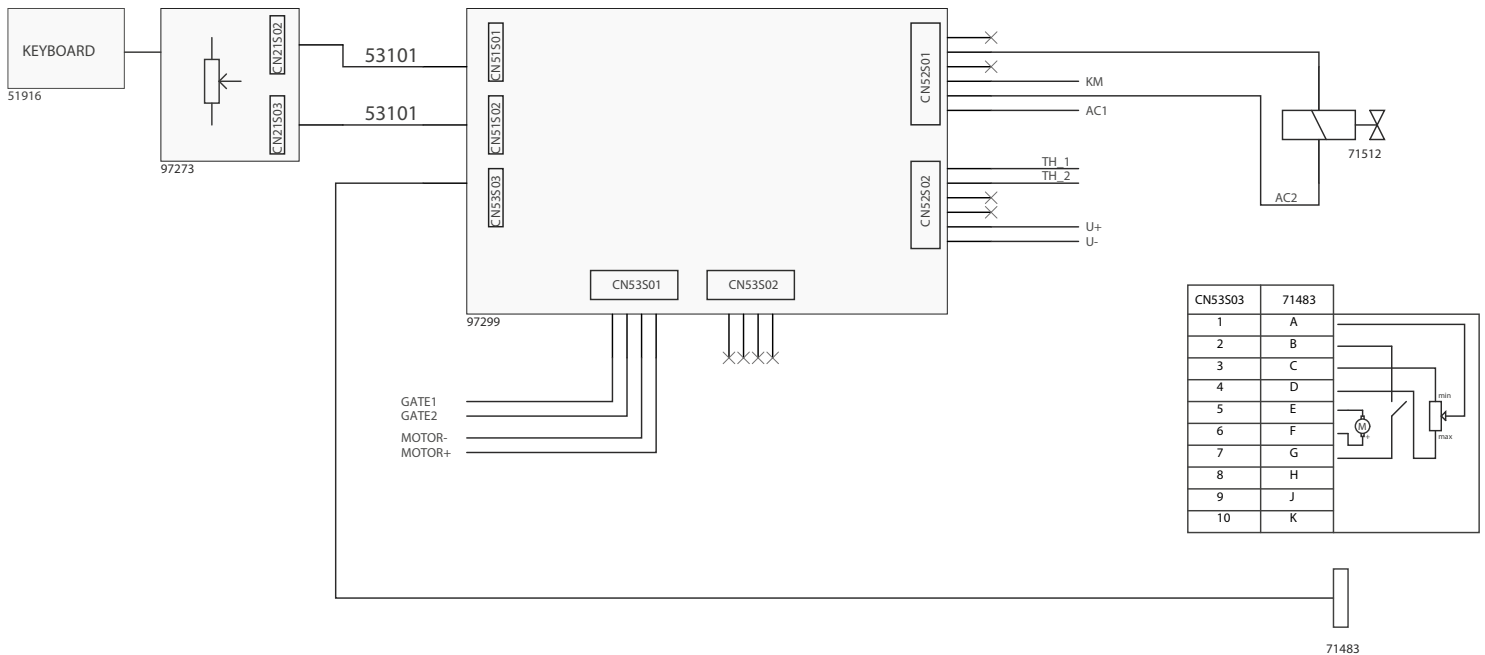 KEYBOARD
51916
CN21S02
CN21S03
97273
53101
53101
CN51S01
CN51S02
CN53S03
CN52S01
CN52S02
CN53S01
CN53S02
97299
KM
AC1
TH_1
TH_2
U+
U-
71512
AC2
GATE1
GATE2
MOTOR-
MOTOR+
CN53S03 71483
1 A
2 B
3 C
4 D
5 E
6 F
7 G
8 H
9 J
10 K
M
+
min
max
71483